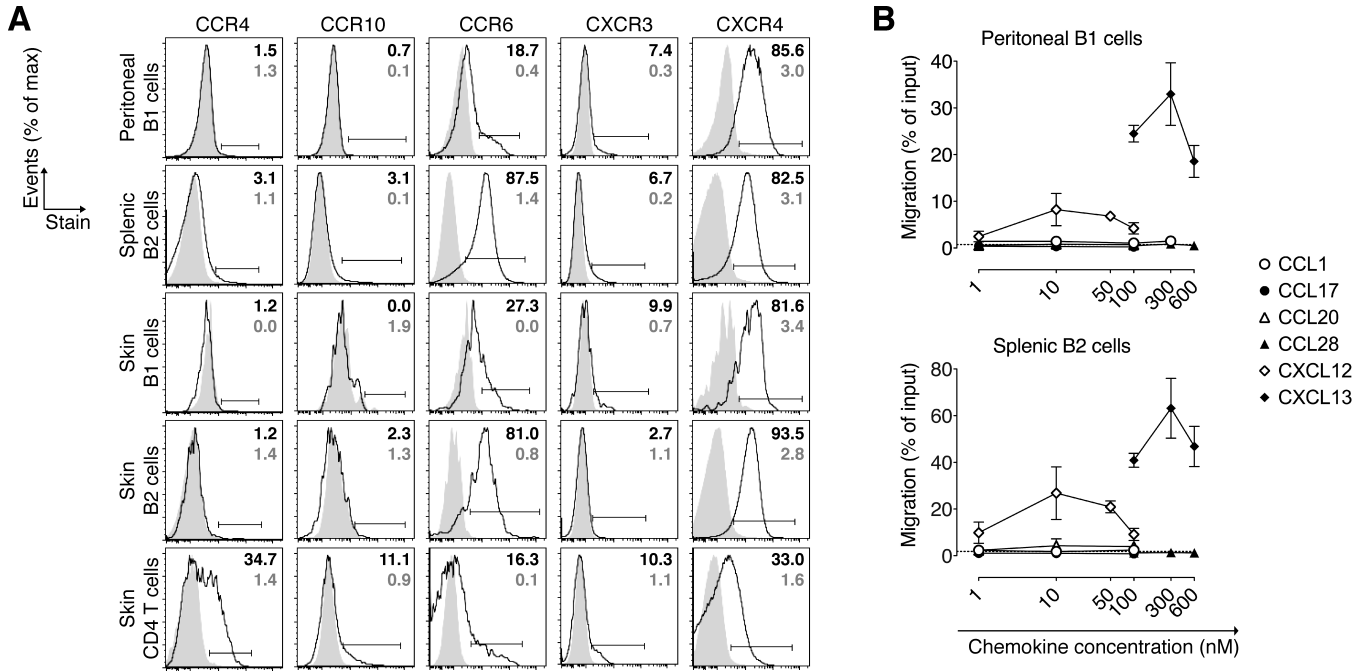 A
CCR4 CCR10 CCR6 CXCR3 CXCR4
Events (% of max)
Stain
Peritoneal
B1 cells
1.5 0.7 18.7 7.4 85.6
1.3 0.1 0.4 0.3 3.0
Splenic
B2 cells
3.1 3.1 87.5 6.7 82.5
1.1 0.1 1.4 0.2 3.1
Skin
B1 cells
1.2 0.0 27.3 9.9 81.6
0.0 1.9 0.0 0.7 3.4
Skin
B2 cells
1.2 2.3 81.0 2.7 93.5
1.4 1.3 0.8 1.1 2.8
Skin
CD4 T cells
34.7 11.1 16.3 10.3 33.0
1.4 0.9 0.1 1.1 1.6
B
Peritoneal B1 cells
Migration (% of input)
40
30
20
10
0
1 10 50 100 300 600
Splenic B2 cells
Migration (% of input)
80
60
40
20
0
1 10 50 100 300 600
Chemokine concentration (nM)
CCL1
CCL17
CCL20
CCL28
CXCL12
CXCL13